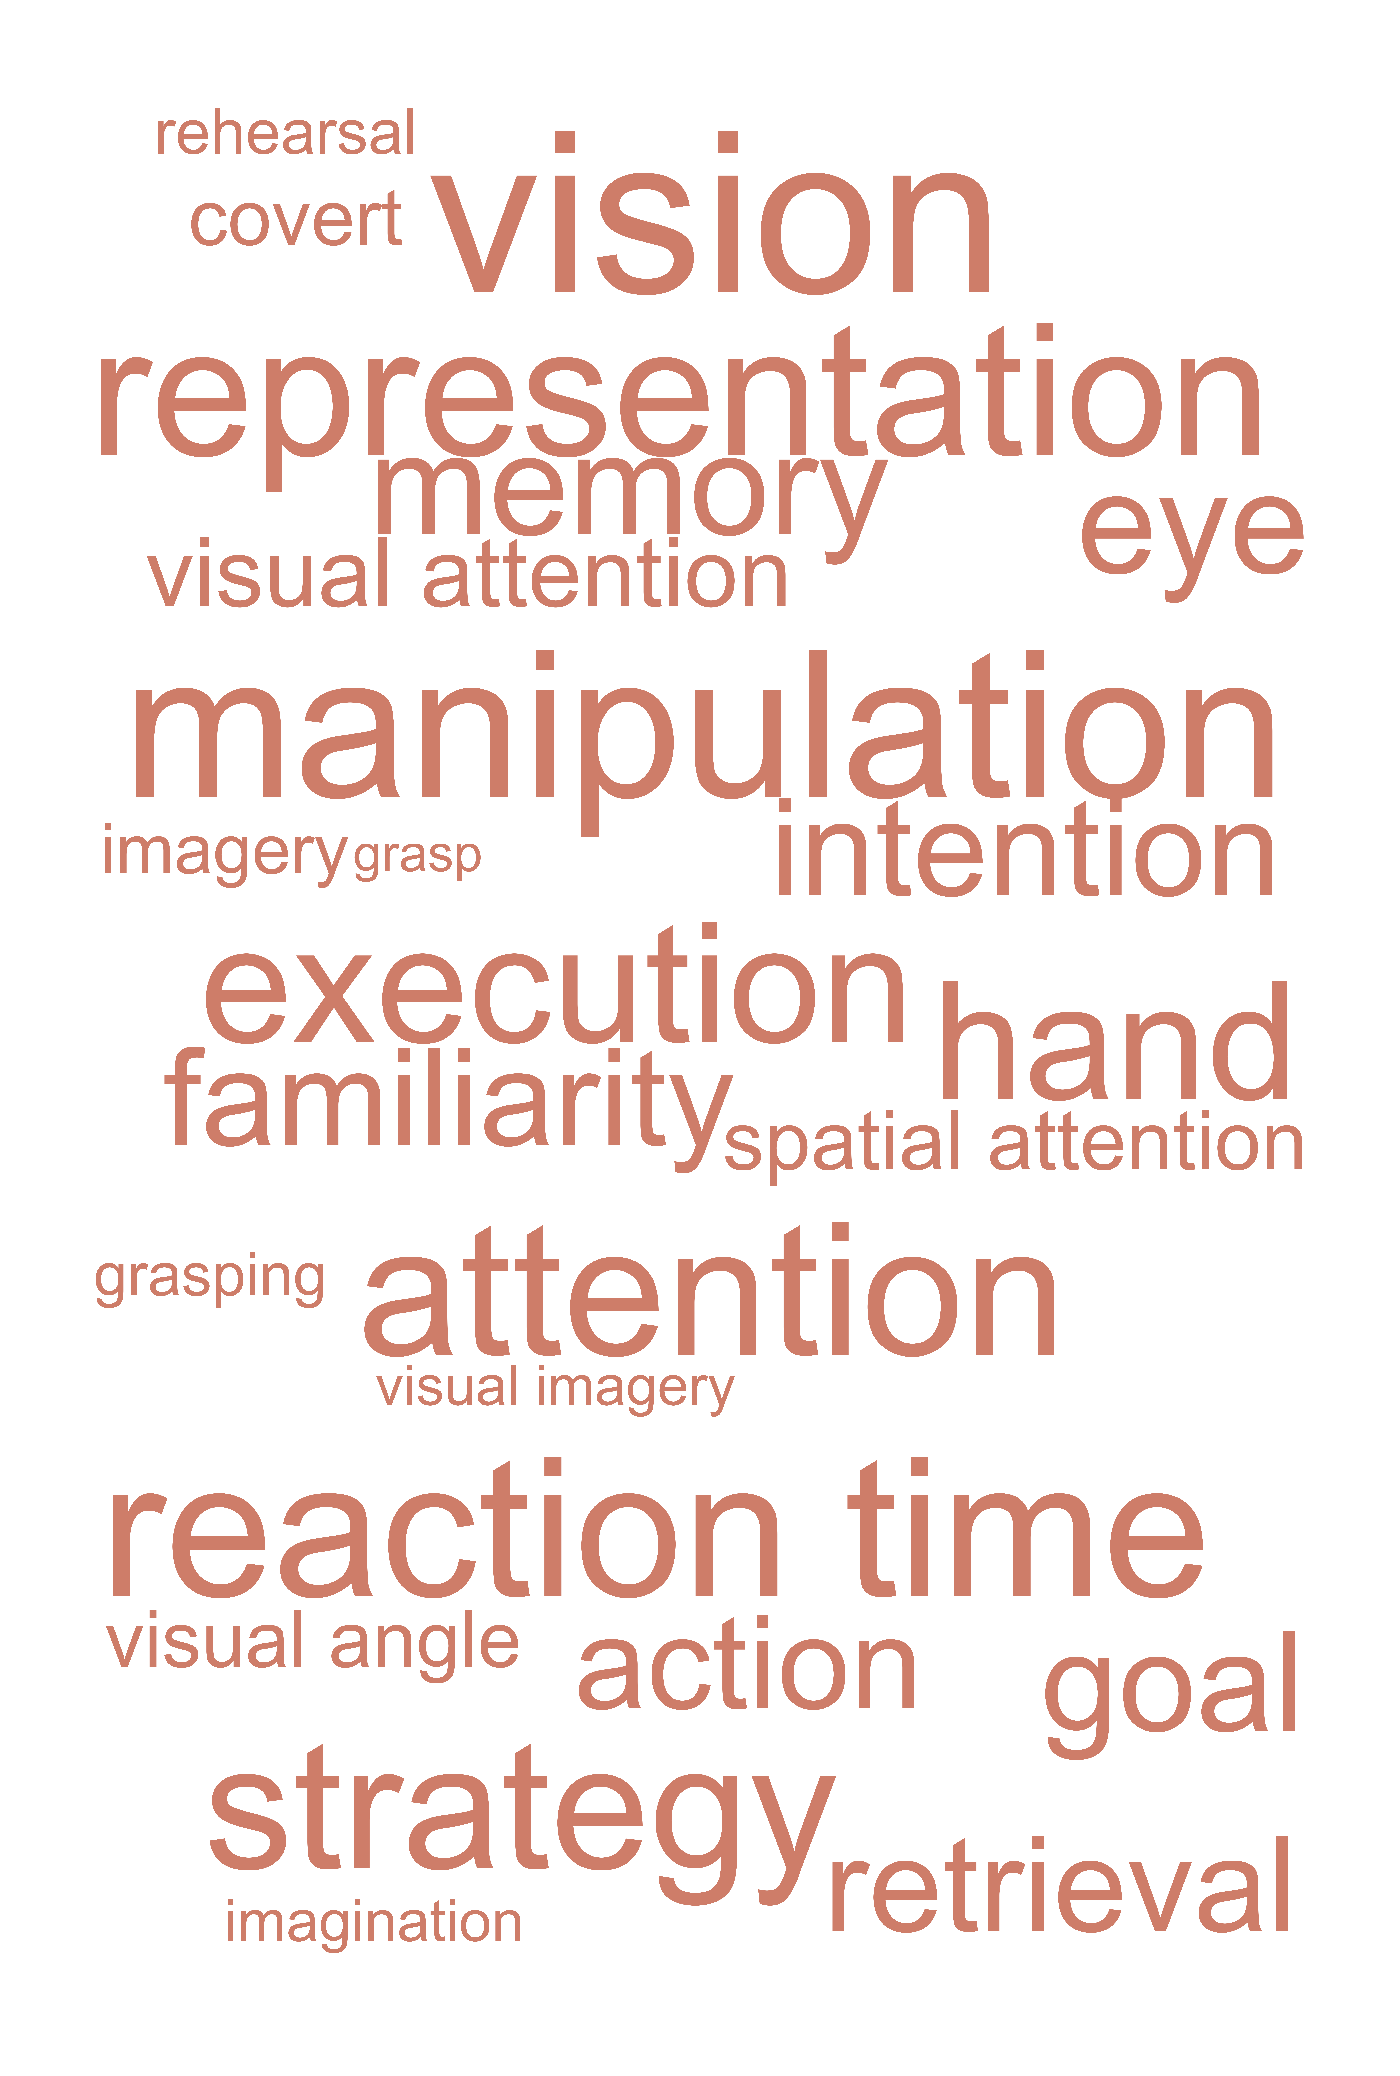 rehearsal
covert
vision
representation
memory
eye
visual attention
manipulation
imagery
grasp
intention
execution
hand
familiarity
spatial attention
grasping
attention
visual imagery
reaction time
visual angle
action
goal
strategy
retrieval
imagination